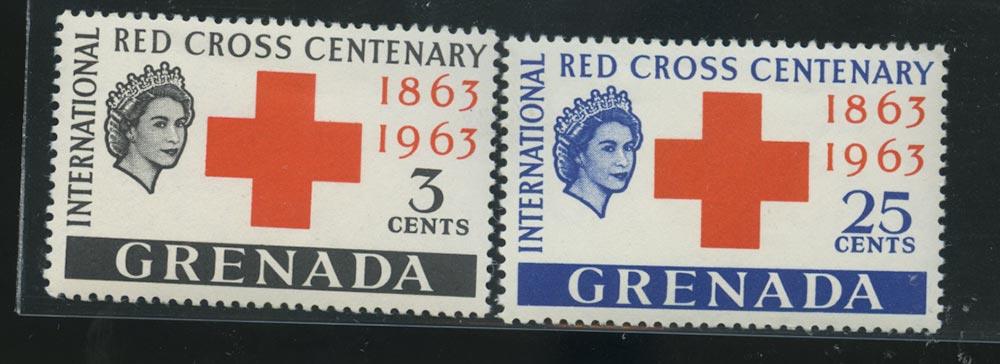 INTERNATIONAL
RED CROSS CENTENARY
1863
1963
3
CENTS
GRENADA
INTERNATIONAL
RED CROSS CENTENARY
1863
1963
25
CENTS
GRENADA